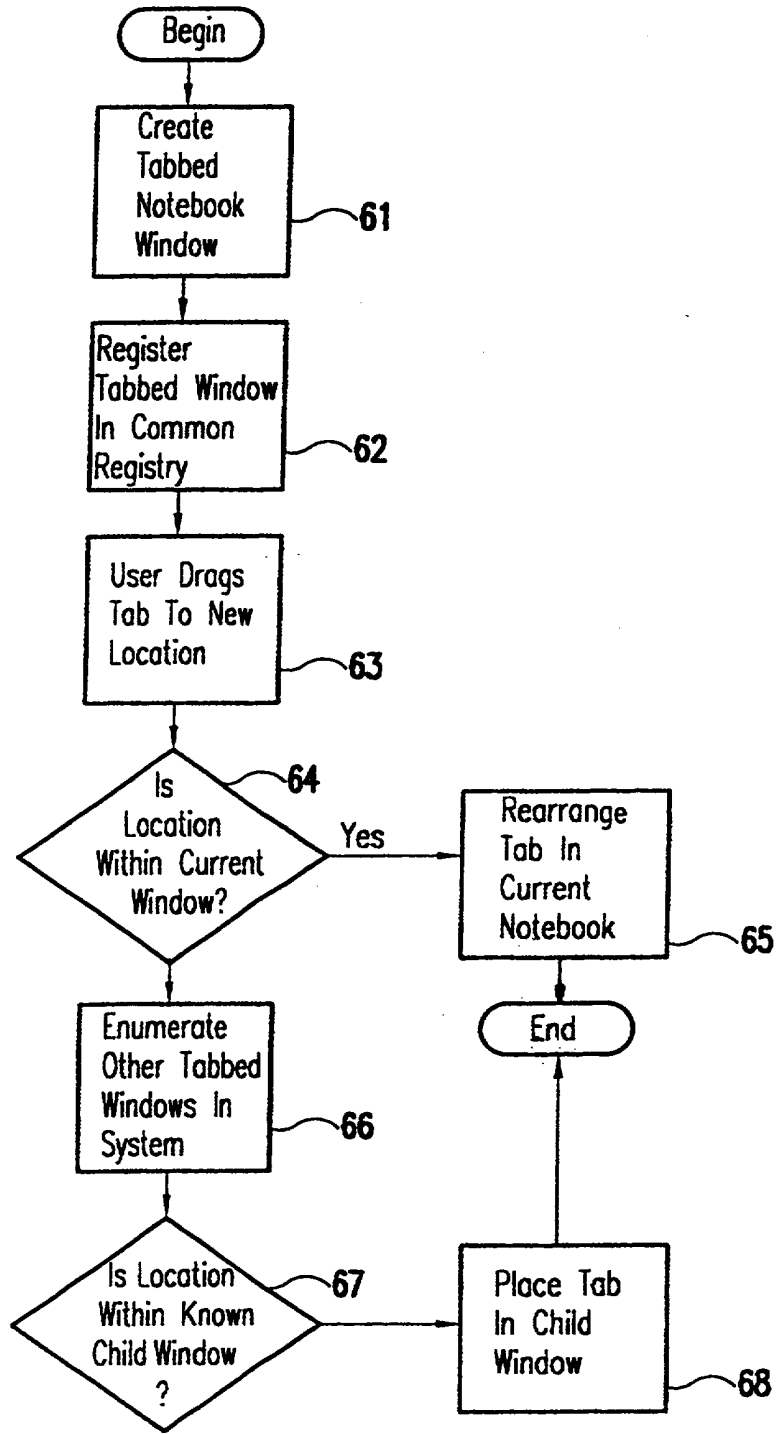 Begin
Create
Tabbed
Notebook
Window
61
Register
Tabbed Window
In Common
Registry
62
User Drags
Tab To New
Location
63
Is
Location
Within Current
Window?
64
Yes
Rearrange
Tab In
Current
Notebook
65
End
Enumerate
Other Tabbed
Windows In
System
66
Is Location
Within Known
Child Window
?
67
Place Tab
In Child
Window
68